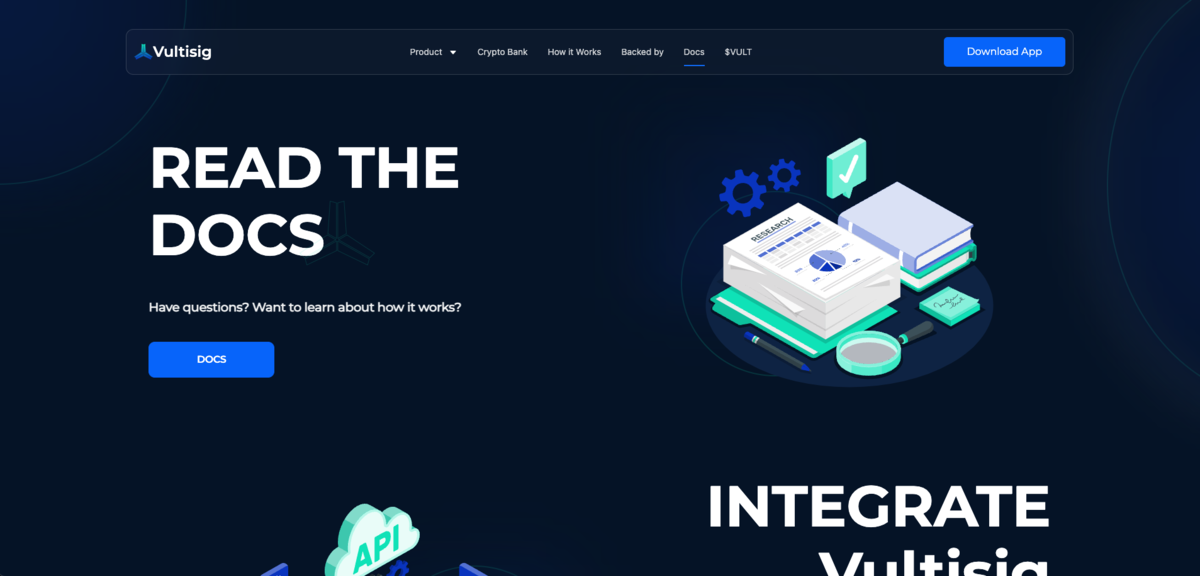 Vultisig
Product
Crypto Bank
How it Works
Backed by
Docs
$VULT
Download App
READ THE
DOCS
Have questions? Want to learn about how it works?
DOCS
RESEARCH
INTEGRATE
Vultisig
API